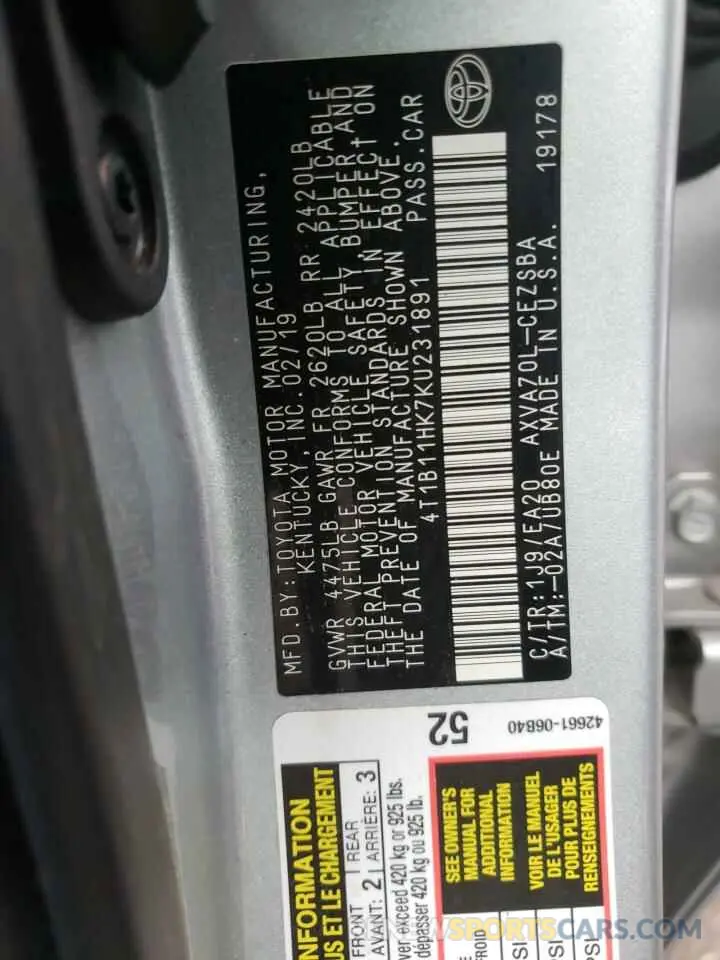 MFD.BY:TOYOTA MOTOR MANUFACTURING,
KENTUCKY, INC. 02/19
GVWR 4475LB GAWR FR 2620LB RR 2420LB
THIS VEHICLE CONFORMS TO ALL APPLICABLE
FEDERAL MOTOR VEHICLE SAFETY, BUMPER AND
THEFT PREVENTION STANDARDS IN EFFECT ON
THE DATE OF MANUFACTURE SHOWN ABOVE.
4T1B11HK7KU231891 PASS.CAR
C/TR:1J9/EA20 AXVA70L-CEZSBA
A/TM:-02A/UB80E MADE IN U.S.A. 19178
52
42661-06B40
INFORMATION
US ET LE CHARGEMENT
FRONT
AVANT: 2
REAR
ARRIÈRE: 3
ver exceed 420 kg or 925 lbs.
dépasser 420 kg ou 925 lb.
SEE OWNER'S
MANUAL FOR
ADDITIONAL
INFORMATION
VOIR LE MANUEL
DE L'USAGER
POUR PLUS DE
RENSEIGNEMENTS
FROID
SPORTSCARS.COM